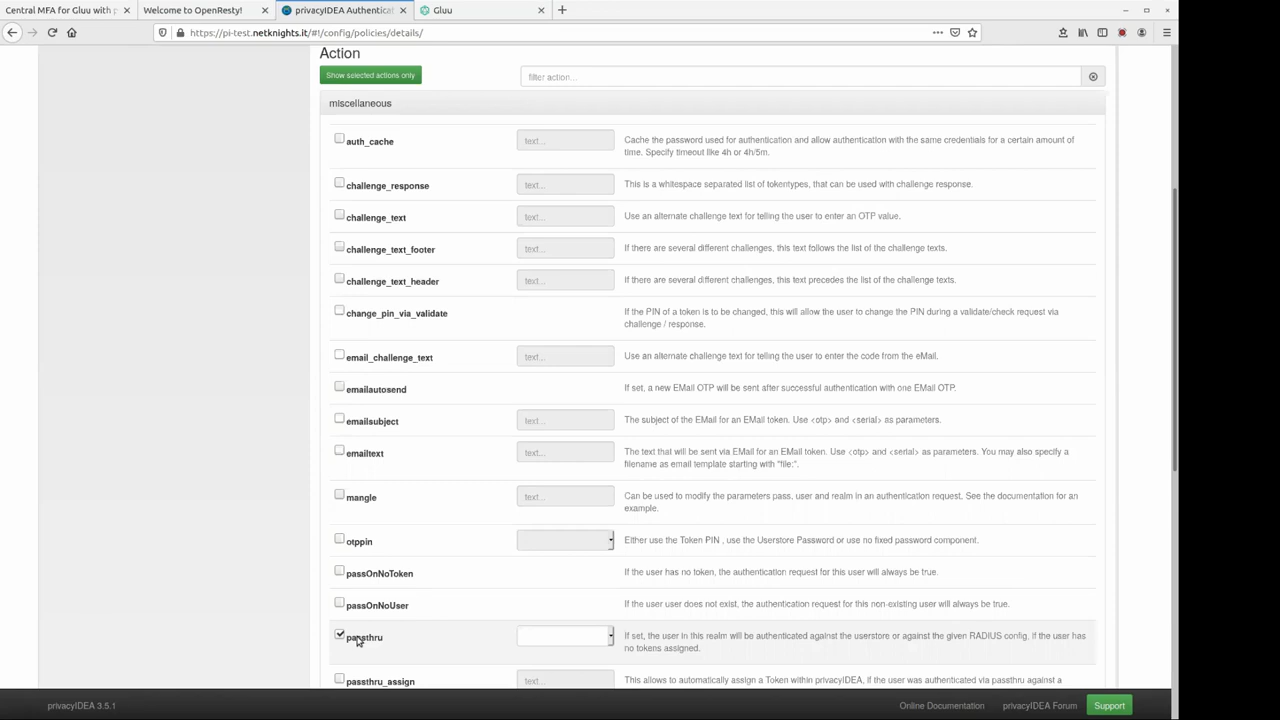 Central MFA for Gluu with p
Welcome to OpenResty!
privacyIDEA Authenticat
Gluu
https://pi-test.netknights.it/#!/config/policies/details/
Action
Show selected actions only
filter action...
miscellaneous
auth_cache
text...
Cache the password used for authentication and allow authentication with the same credentials for a certain amount of
time. Specify timeout like 4h or 4h/5m.
challenge_response
text...
This is a whitespace separated list of tokentypes, that can be used with challenge response.
challenge_text
text...
Use an alternate challenge text for telling the user to enter an OTP value.
challenge_text_footer
text...
If there are several different challenges, this text follows the list of the challenge texts.
challenge_text_header
text...
If there are several different challenges, this text precedes the list of the challenge texts.
change_pin_via_validate
If the PIN of a token is to be changed, this will allow the user to change the PIN during a validate/check request via
challenge / response.
email_challenge_text
text...
Use an alternate challenge text for telling the user to enter the code from the eMail.
emailautosend
If set, a new EMail OTP will be sent after successful authentication with one EMail OTP.
emailsubject
text...
The subject of the EMail for an EMail token. Use <otp> and <serial> as parameters.
emailtext
text...
The text that will be sent via EMail for an EMail token. Use <otp> and <serial> as parameters. You may also specify a
filename as email template starting with "file:".
mangle
text...
Can be used to modify the parameters pass, user and realm in an authentication request. See the documentation for an
example.
otppin
Either use the Token PIN , use the Userstore Password or use no fixed password component.
passOnNoToken
If the user has no token, the authentication request for this user will always be true.
passOnNoUser
If the user user does not exist, the authentication request for this non-existing user will always be true.
passthru
If set, the user in this realm will be authenticated against the userstore or against the given RADIUS config, if the user has
no tokens assigned.
passthru_assign
text...
This allows to automatically assign a Token within privacyIDEA, if the user was authenticated via passthru against a
privacyIDEA 3.5.1
Online Documentation
privacyIDEA Forum
Support